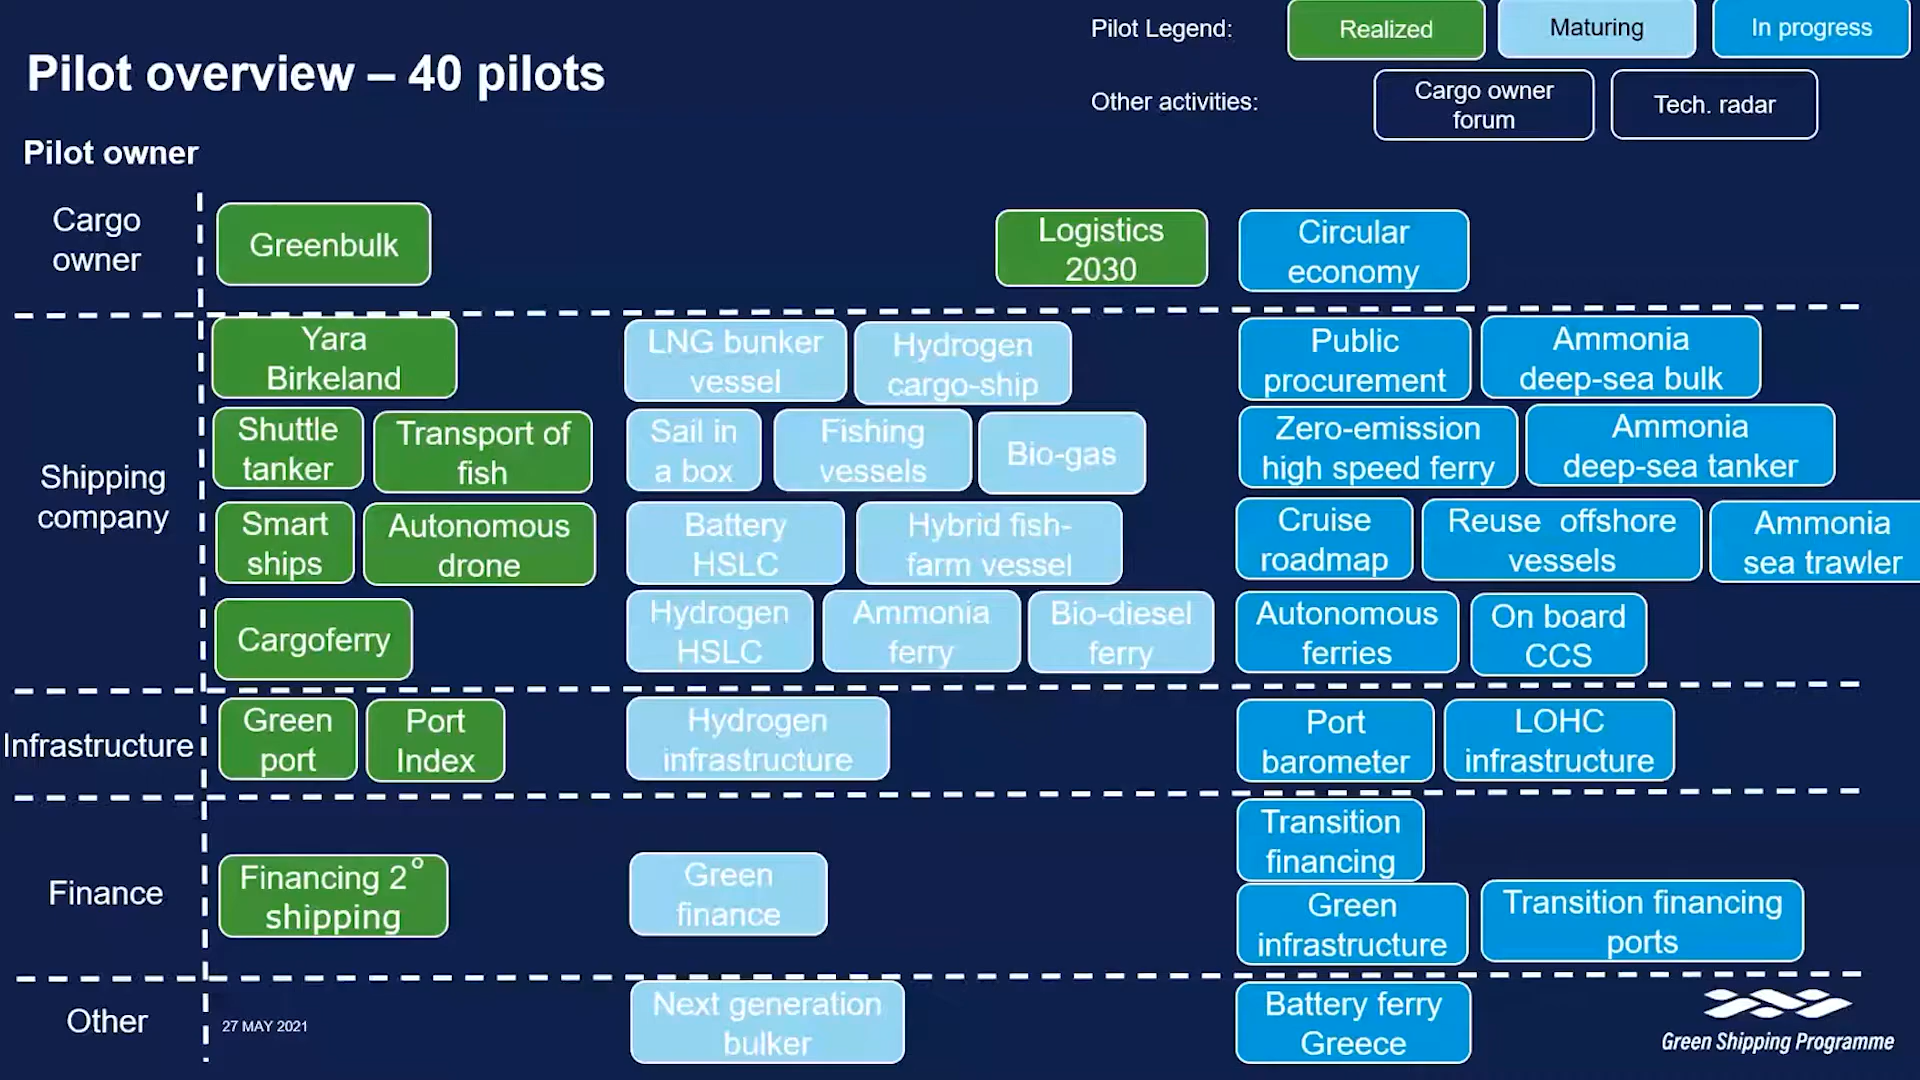 Pilot overview – 40 pilots
Pilot Legend:
Realized
Maturing
In progress
Other activities:
Cargo owner
forum
Tech. radar
Pilot owner
Cargo
owner
Greenbulk
Logistics
2030
Circular
economy
Shipping
company
Yara
Birkeland
LNG bunker
vessel
Hydrogen
cargo-ship
Public
procurement
Ammonia
deep-sea bulk
Shuttle
tanker
Transport of
fish
Sail in
a box
Fishing
vessels
Bio-gas
Zero-emission
high speed ferry
Ammonia
deep-sea tanker
Smart
ships
Autonomous
drone
Battery
HSLC
Hybrid fish-
farm vessel
Cruise
roadmap
Reuse offshore
vessels
Ammonia
sea trawler
Cargoferry
Hydrogen
HSLC
Ammonia
ferry
Bio-diesel
ferry
Autonomous
ferries
On board
CCS
Infrastructure
Green
port
Port
Index
Hydrogen
infrastructure
Port
barometer
LOHC
infrastructure
Finance
Financing 2°
shipping
Green
finance
Transition
financing
Green
infrastructure
Transition financing
ports
Other
27 MAY 2021
Next generation
bulker
Battery ferry
Greece
Green Shipping Programme